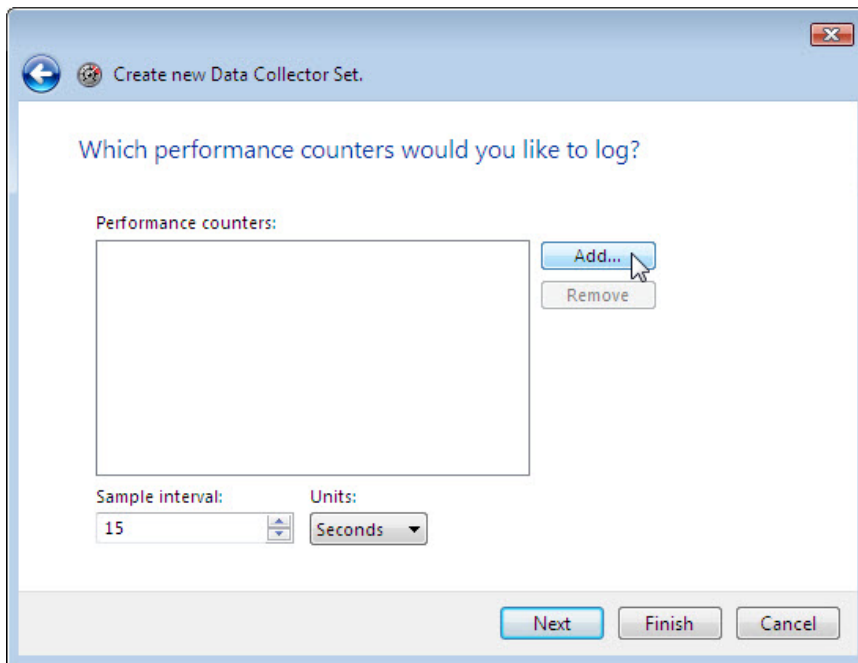 Create new Data Collector Set.
Which performance counters would you like to log?
Performance counters:
Add...
Remove
Sample interval:
Units:
15
Seconds
Next
Finish
Cancel